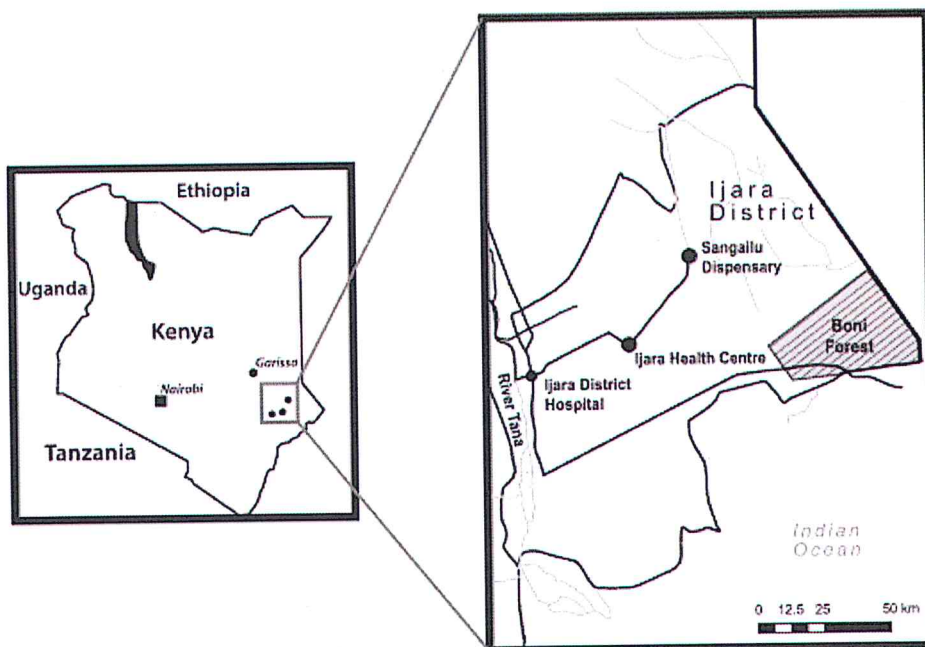 Ethiopia
Uganda
Kenya
Garissa
Nairobi
Tanzania
Ijara
District
Sangailu
Dispensary
Boni
Forest
Ijara Health Centre
Ijara District
Hospital
River Tana
Indian
Ocean
0 12.5 25 50 km